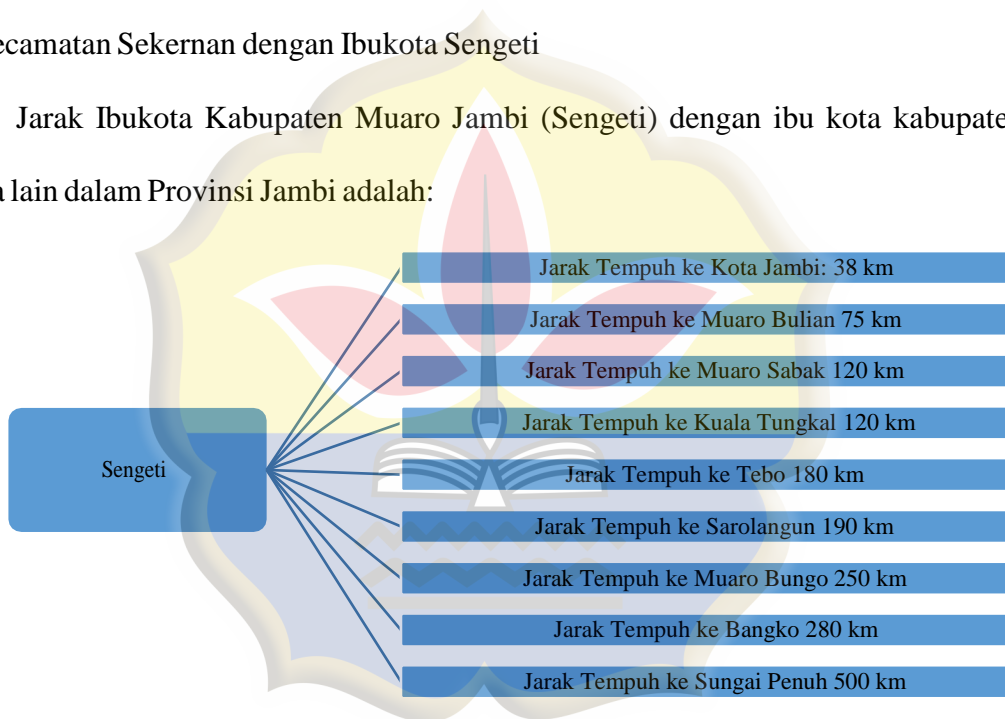 ecamatan Sekernan dengan Ibukota Sengeti
Jarak Ibukota Kabupaten Muaro Jambi (Sengeti) dengan ibu kota kabupate
a lain dalam Provinsi Jambi adalah:
Sengeti
Jarak Tempuh ke Kota Jambi: 38 km
Jarak Tempuh ke Muaro Bulian 75 km
Jarak Tempuh ke Muaro Sabak 120 km
Jarak Tempuh ke Kuala Tungkal 120 km
Jarak Tempuh ke Tebo 180 km
Jarak Tempuh ke Sarolangun 190 km
Jarak Tempuh ke Muaro Bungo 250 km
Jarak Tempuh ke Bangko 280 km
Jarak Tempuh ke Sungai Penuh 500 km